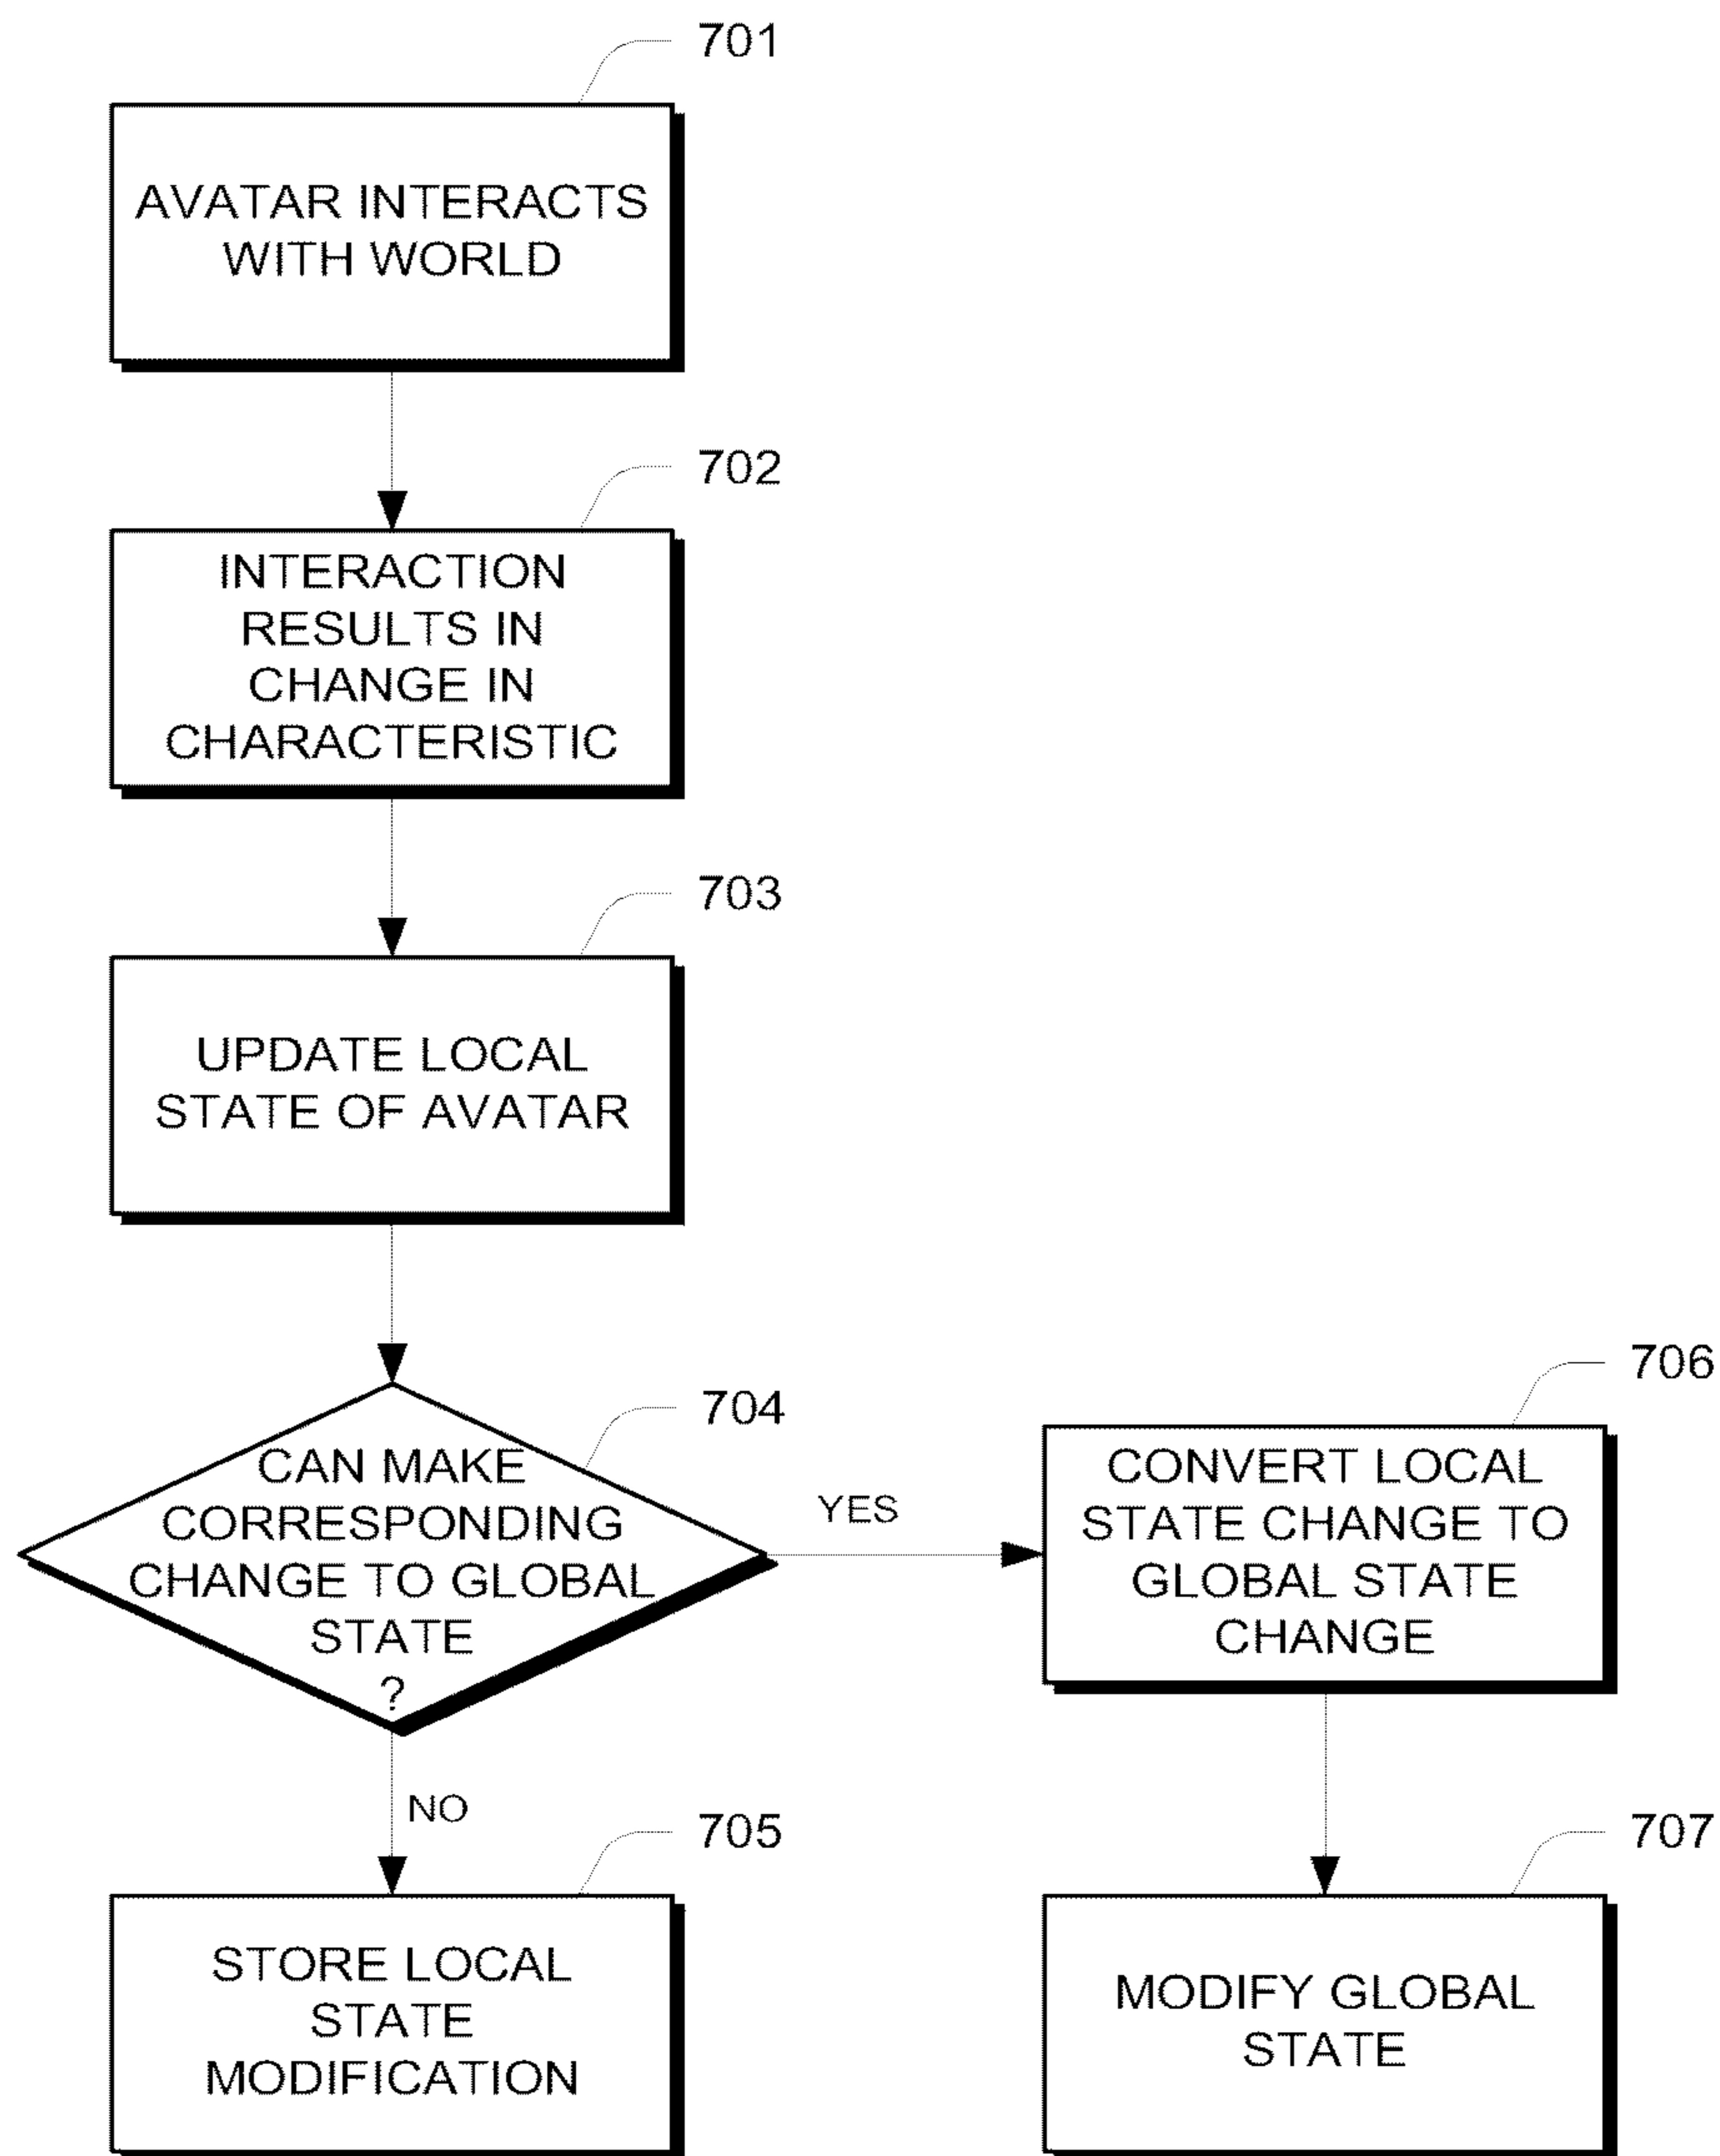 701
AVATAR INTERACTS
WITH WORLD
702
INTERACTION
RESULTS IN
CHANGE IN
CHARACTERISTIC
703
UPDATE LOCAL
STATE OF AVATAR
704
CAN MAKE
CORRESPONDING
CHANGE TO GLOBAL
STATE
?
YES
706
CONVERT LOCAL
STATE CHANGE TO
GLOBAL STATE
CHANGE
NO
705
STORE LOCAL
STATE
MODIFICATION
707
MODIFY GLOBAL
STATE